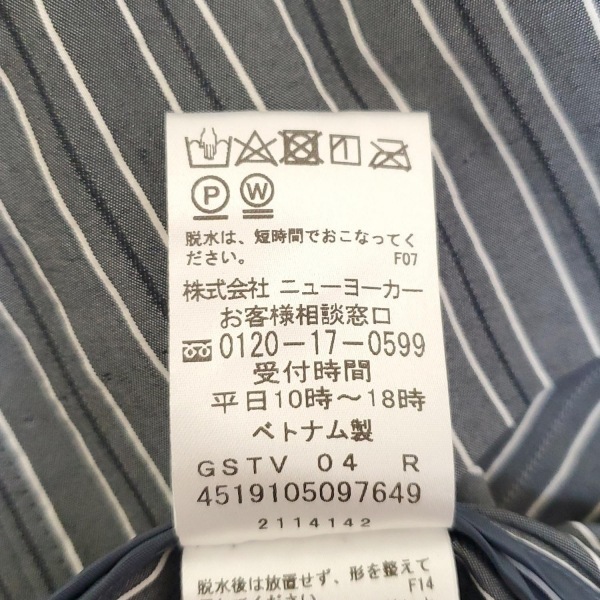 P W
脱水は、短時間でおこなってく
ださい。 F07
株式会社 ニューヨーカー
お客様相談窓口
0120-17-0599
受付時間
平日10時～18時
ベトナム製
GSTV 04 R
4519105097649
2114142
脱水後は放置せず、形を整えて
F14